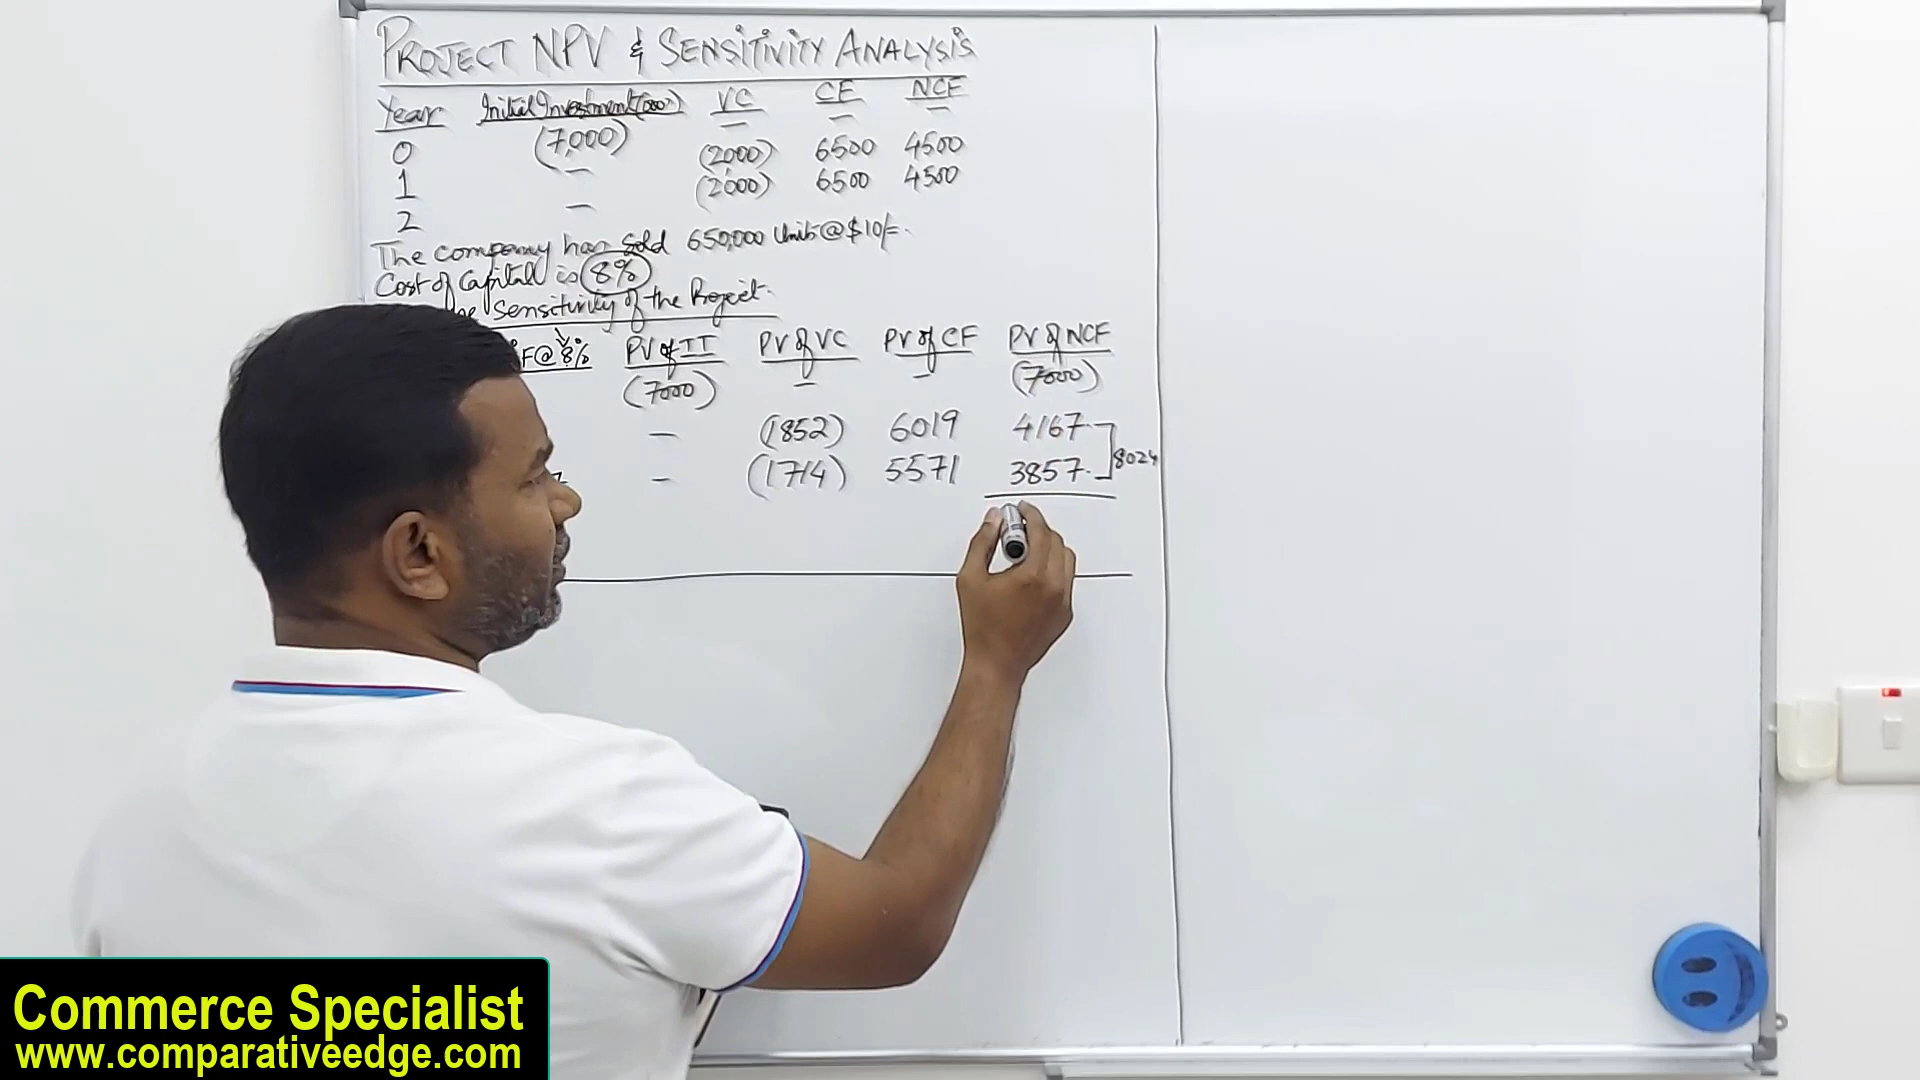 PROJECT NPV & SENSITIVITY ANALYSIS
Year Initial Investment (000) VC CF NCF
0 (7,000) — — —
1 — (2000) 6500 4500
2 — (2000) 6500 4500
The company has sold 650,000 Units @ $10/=.
Cost of Capital is 8%
Sensitivity of the Project.
F@ 8% PV of II PV of VC PV of CF PV of NCF
(7000) — — (7000)
— (1852) 6019 4167
— (1714) 5571 3857
8024
Commerce Specialist
www.comparativeedge.com